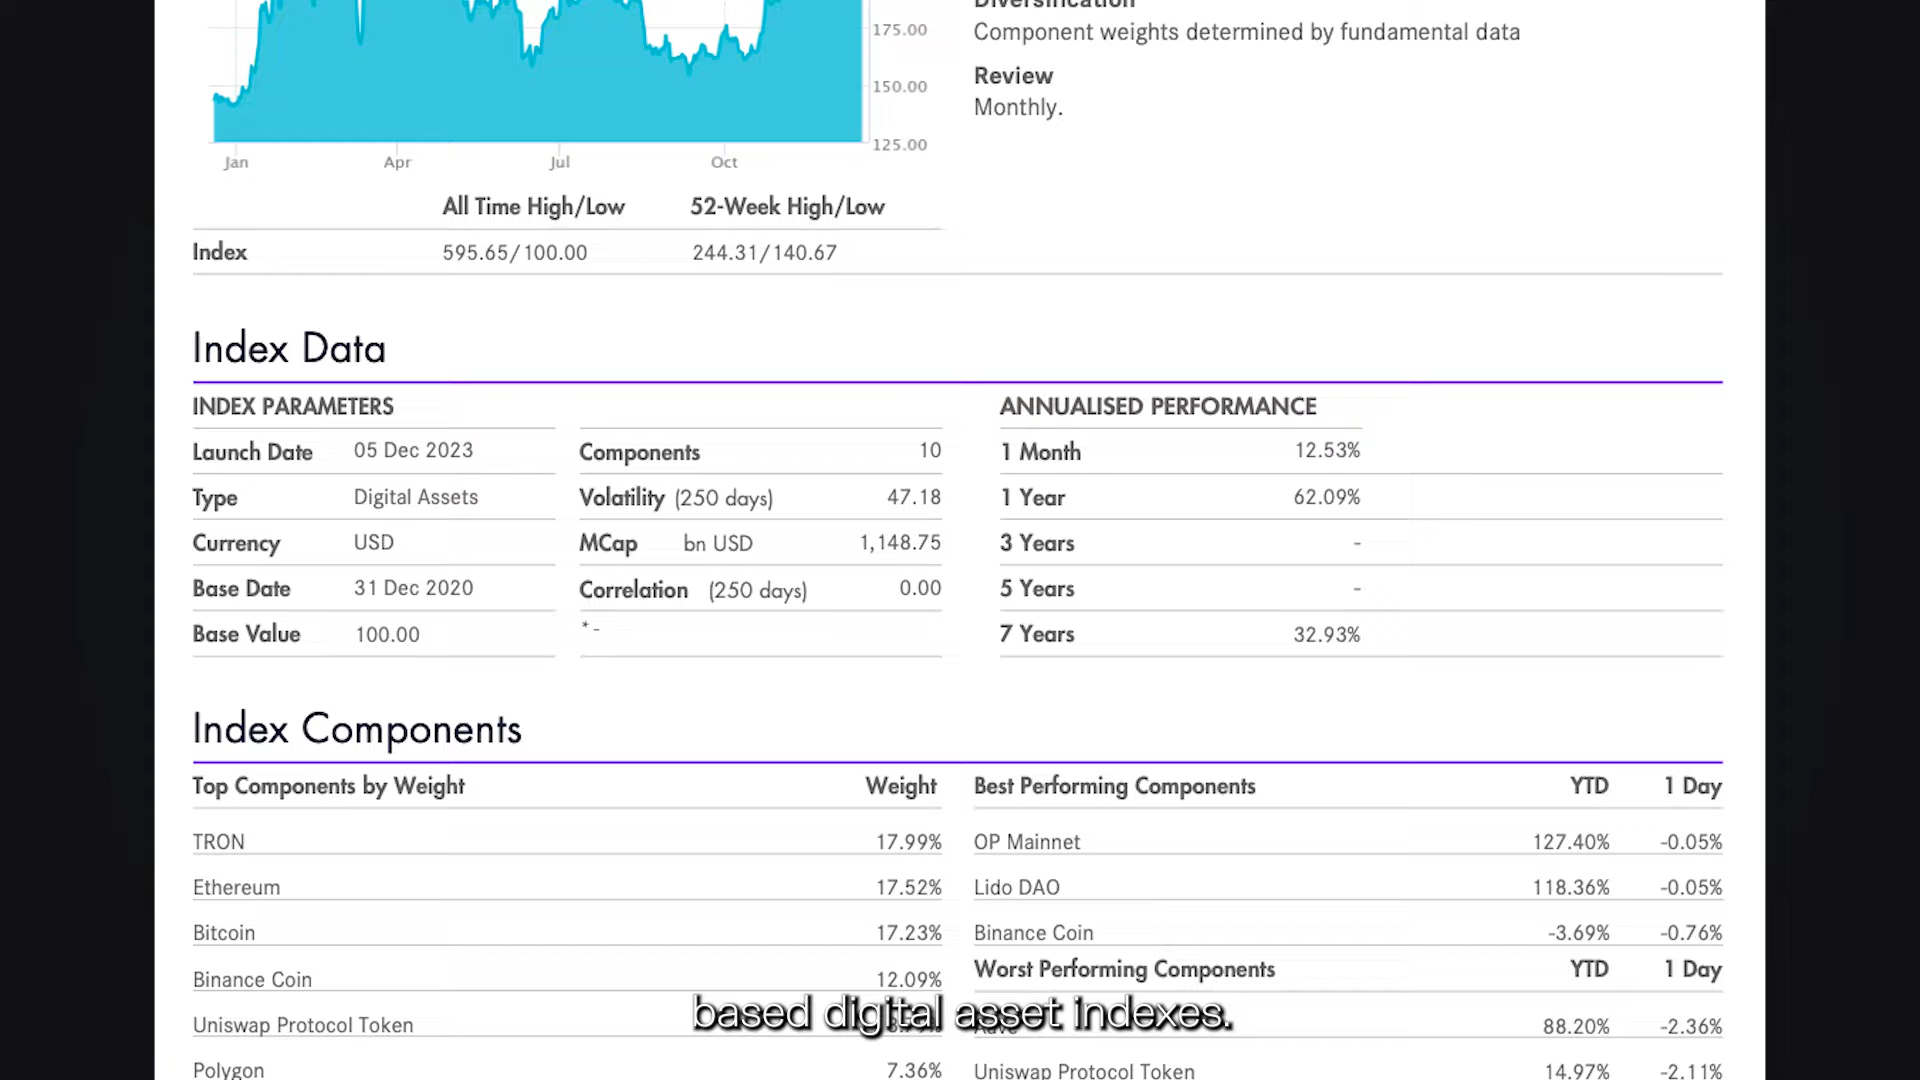 Diversification
175.00
Component weights determined by fundamental data
Review
150.00
Monthly.
125.00
Jan Apr Jul Oct
All Time High/Low 52-Week High/Low
Index 595.65/100.00 244.31/140.67
Index Data
INDEX PARAMETERS ANNUALISED PERFORMANCE
Launch Date 05 Dec 2023 Components 10 1 Month 12.53%
Type Digital Assets Volatility (250 days) 47.18 1 Year 62.09%
Currency USD MCap bn USD 1,148.75 3 Years -
Base Date 31 Dec 2020 Correlation (250 days) 0.00 5 Years -
Base Value 100.00 * - 7 Years 32.93%
Index Components
Top Components by Weight Weight Best Performing Components YTD 1 Day
TRON 17.99% OP Mainnet 127.40% -0.05%
Ethereum 17.52% Lido DAO 118.36% -0.05%
Bitcoin 17.23% Binance Coin -3.69% -0.76%
Binance Coin 12.09% Worst Performing Components YTD 1 Day
based digital asset indexes.
Uniswap Protocol Token 88.20% -2.36%
Polygon 7.36% Uniswap Protocol Token 14.97% -2.11%